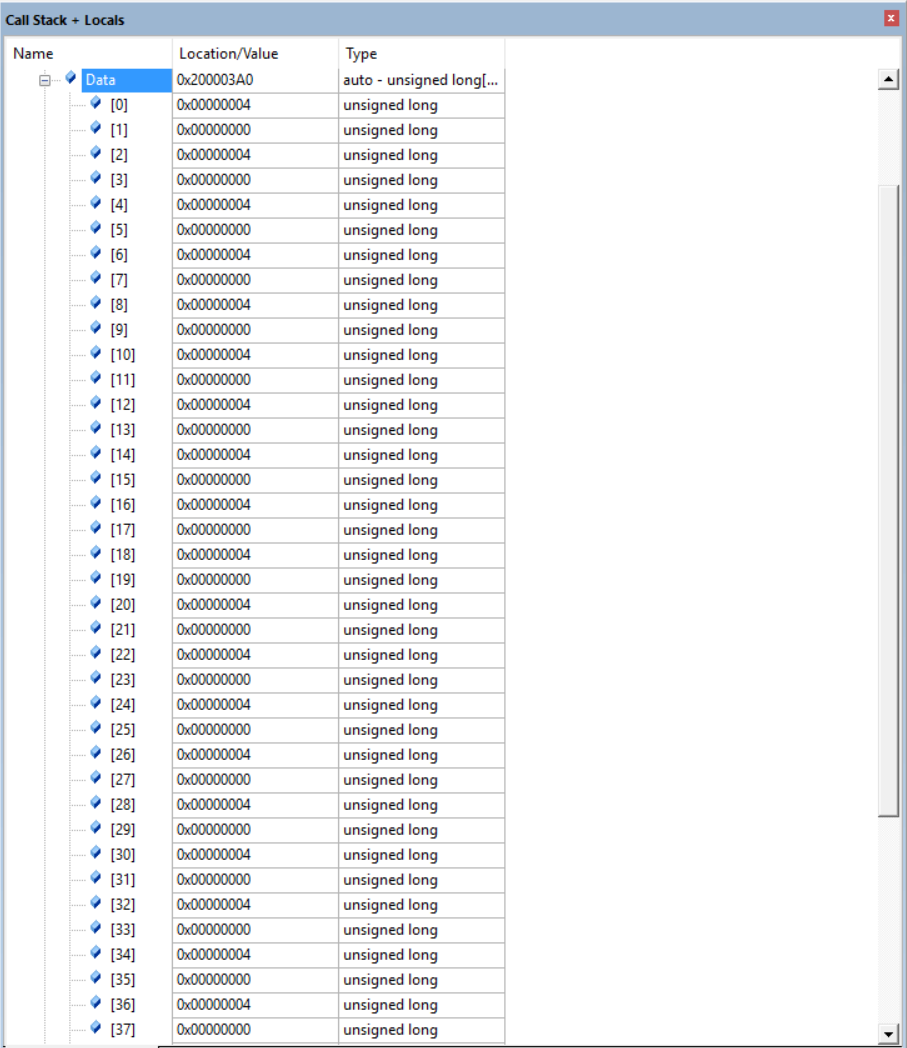 Call Stack + Locals
x
Name Location/Value Type
Data 0x200003A0 auto - unsigned long[...
[0] 0x00000004 unsigned long
[1] 0x00000000 unsigned long
[2] 0x00000004 unsigned long
[3] 0x00000000 unsigned long
[4] 0x00000004 unsigned long
[5] 0x00000000 unsigned long
[6] 0x00000004 unsigned long
[7] 0x00000000 unsigned long
[8] 0x00000004 unsigned long
[9] 0x00000000 unsigned long
[10] 0x00000004 unsigned long
[11] 0x00000000 unsigned long
[12] 0x00000004 unsigned long
[13] 0x00000000 unsigned long
[14] 0x00000004 unsigned long
[15] 0x00000000 unsigned long
[16] 0x00000004 unsigned long
[17] 0x00000000 unsigned long
[18] 0x00000004 unsigned long
[19] 0x00000000 unsigned long
[20] 0x00000004 unsigned long
[21] 0x00000000 unsigned long
[22] 0x00000004 unsigned long
[23] 0x00000000 unsigned long
[24] 0x00000004 unsigned long
[25] 0x00000000 unsigned long
[26] 0x00000004 unsigned long
[27] 0x00000000 unsigned long
[28] 0x00000004 unsigned long
[29] 0x00000000 unsigned long
[30] 0x00000004 unsigned long
[31] 0x00000000 unsigned long
[32] 0x00000004 unsigned long
[33] 0x00000000 unsigned long
[34] 0x00000004 unsigned long
[35] 0x00000000 unsigned long
[36] 0x00000004 unsigned long
[37] 0x00000000 unsigned long